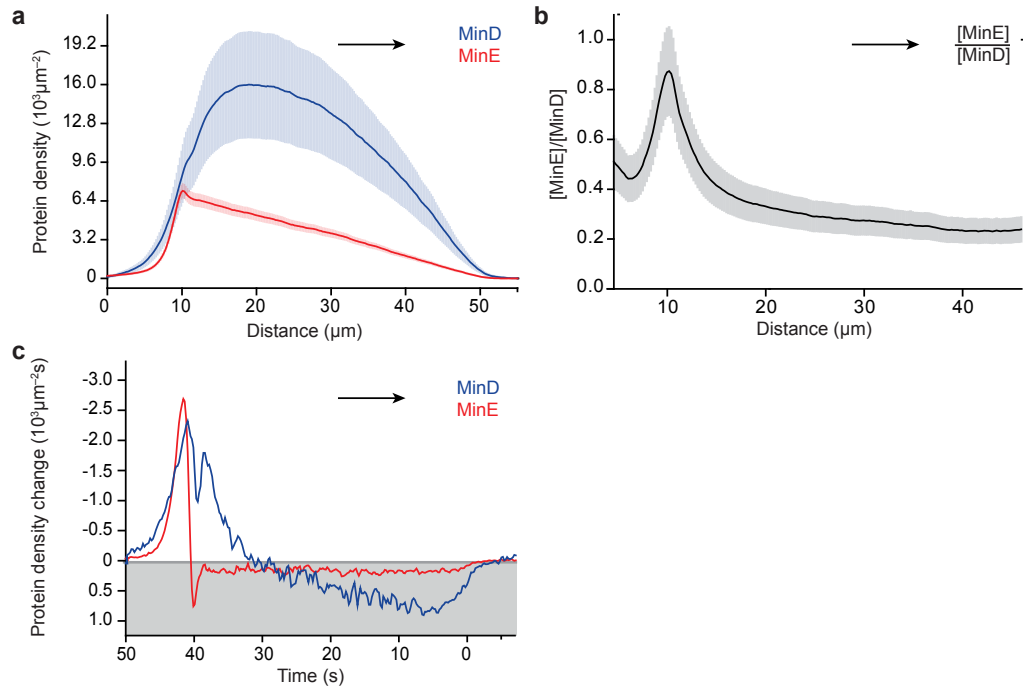 a
MinD
MinE
Protein density (10³µm⁻²)
19.2
16.0
12.8
9.6
6.4
3.2
0
0 10 20 30 40 50
Distance (µm)
b
[MinE]
[MinD]
[MinE]/[MinD]
1.0
0.8
0.6
0.4
0.2
0.0
10 20 30 40
Distance (µm)
c
MinD
MinE
Protein density change (10³µm⁻²s)
-3.0
-2.5
-2.0
-1.5
-1.0
-0.5
0
0.5
1.0
50 40 30 20 10 0
Time (s)